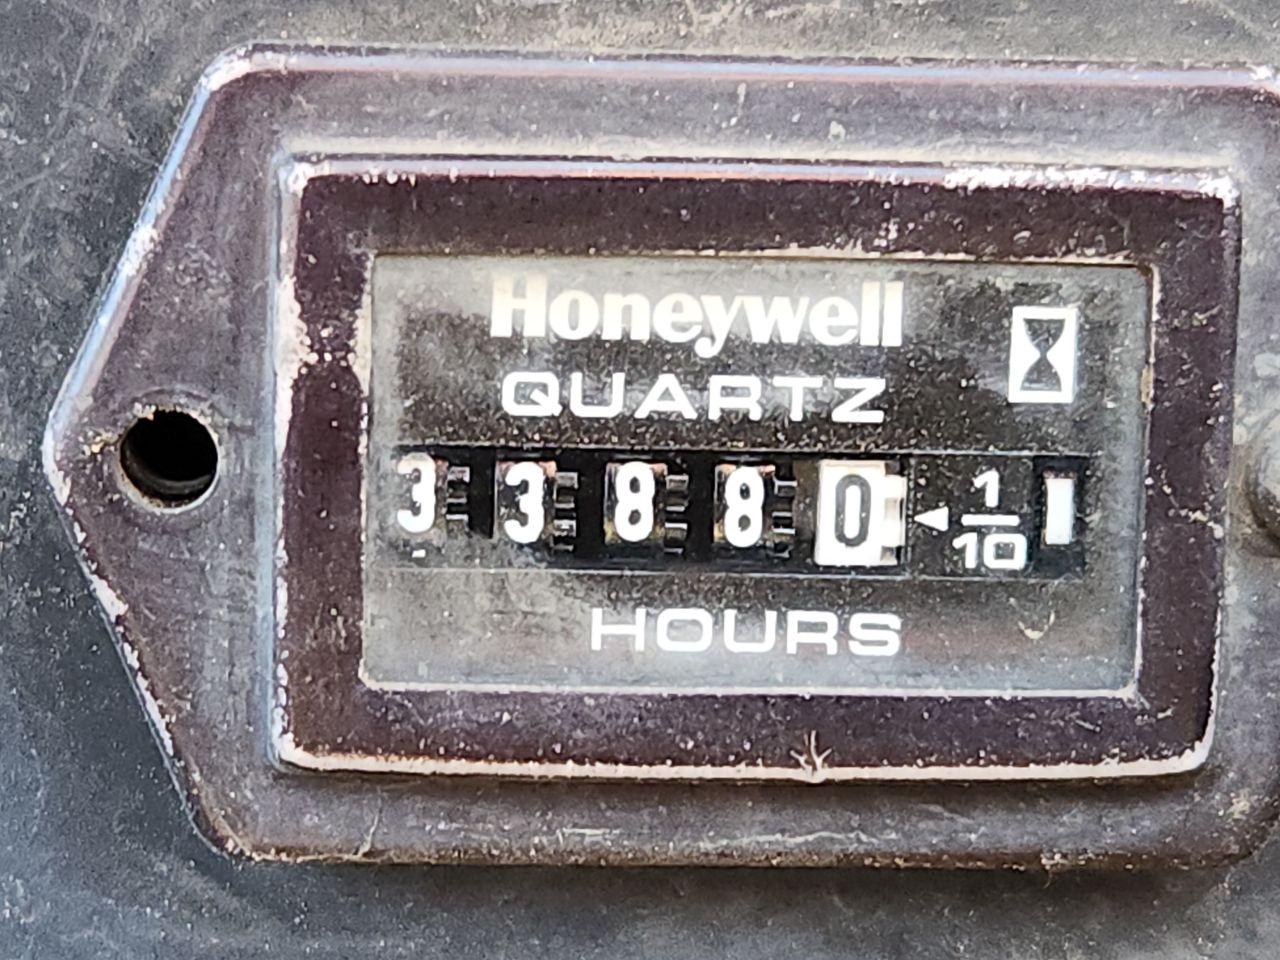 Honeywell
QUARTZ
33880 ◄ 1/10
HOURS